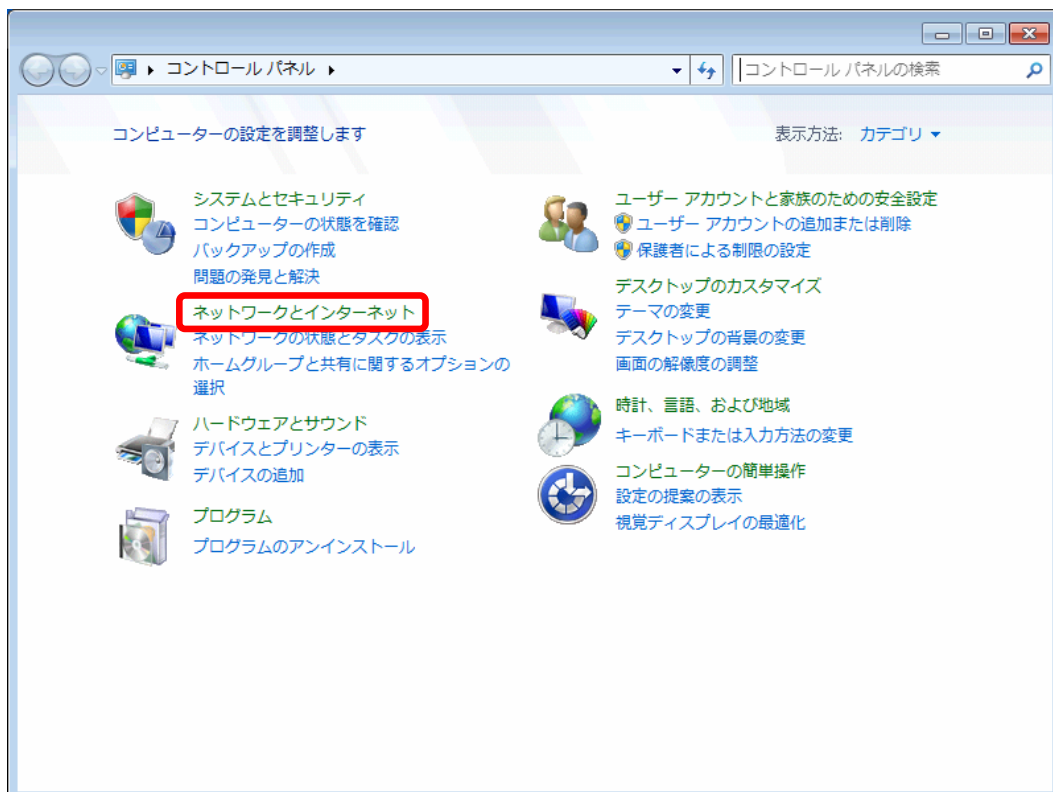 コントロール パネル
コントロール パネルの検索
コンピューターの設定を調整します
表示方法: カテゴリ
システムとセキュリティ
コンピューターの状態を確認
バックアップの作成
問題の発見と解決
ネットワークとインターネット
ネットワークの状態とタスクの表示
ホームグループと共有に関するオプションの
選択
ハードウェアとサウンド
デバイスとプリンターの表示
デバイスの追加
プログラム
プログラムのアンインストール
ユーザー アカウントと家族のための安全設定
ユーザー アカウントの追加または削除
保護者による制限の設定
デスクトップのカスタマイズ
テーマの変更
デスクトップの背景の変更
画面の解像度の調整
時計、言語、および地域
キーボードまたは入力方法の変更
コンピューターの簡単操作
設定の提案の表示
視覚ディスプレイの最適化